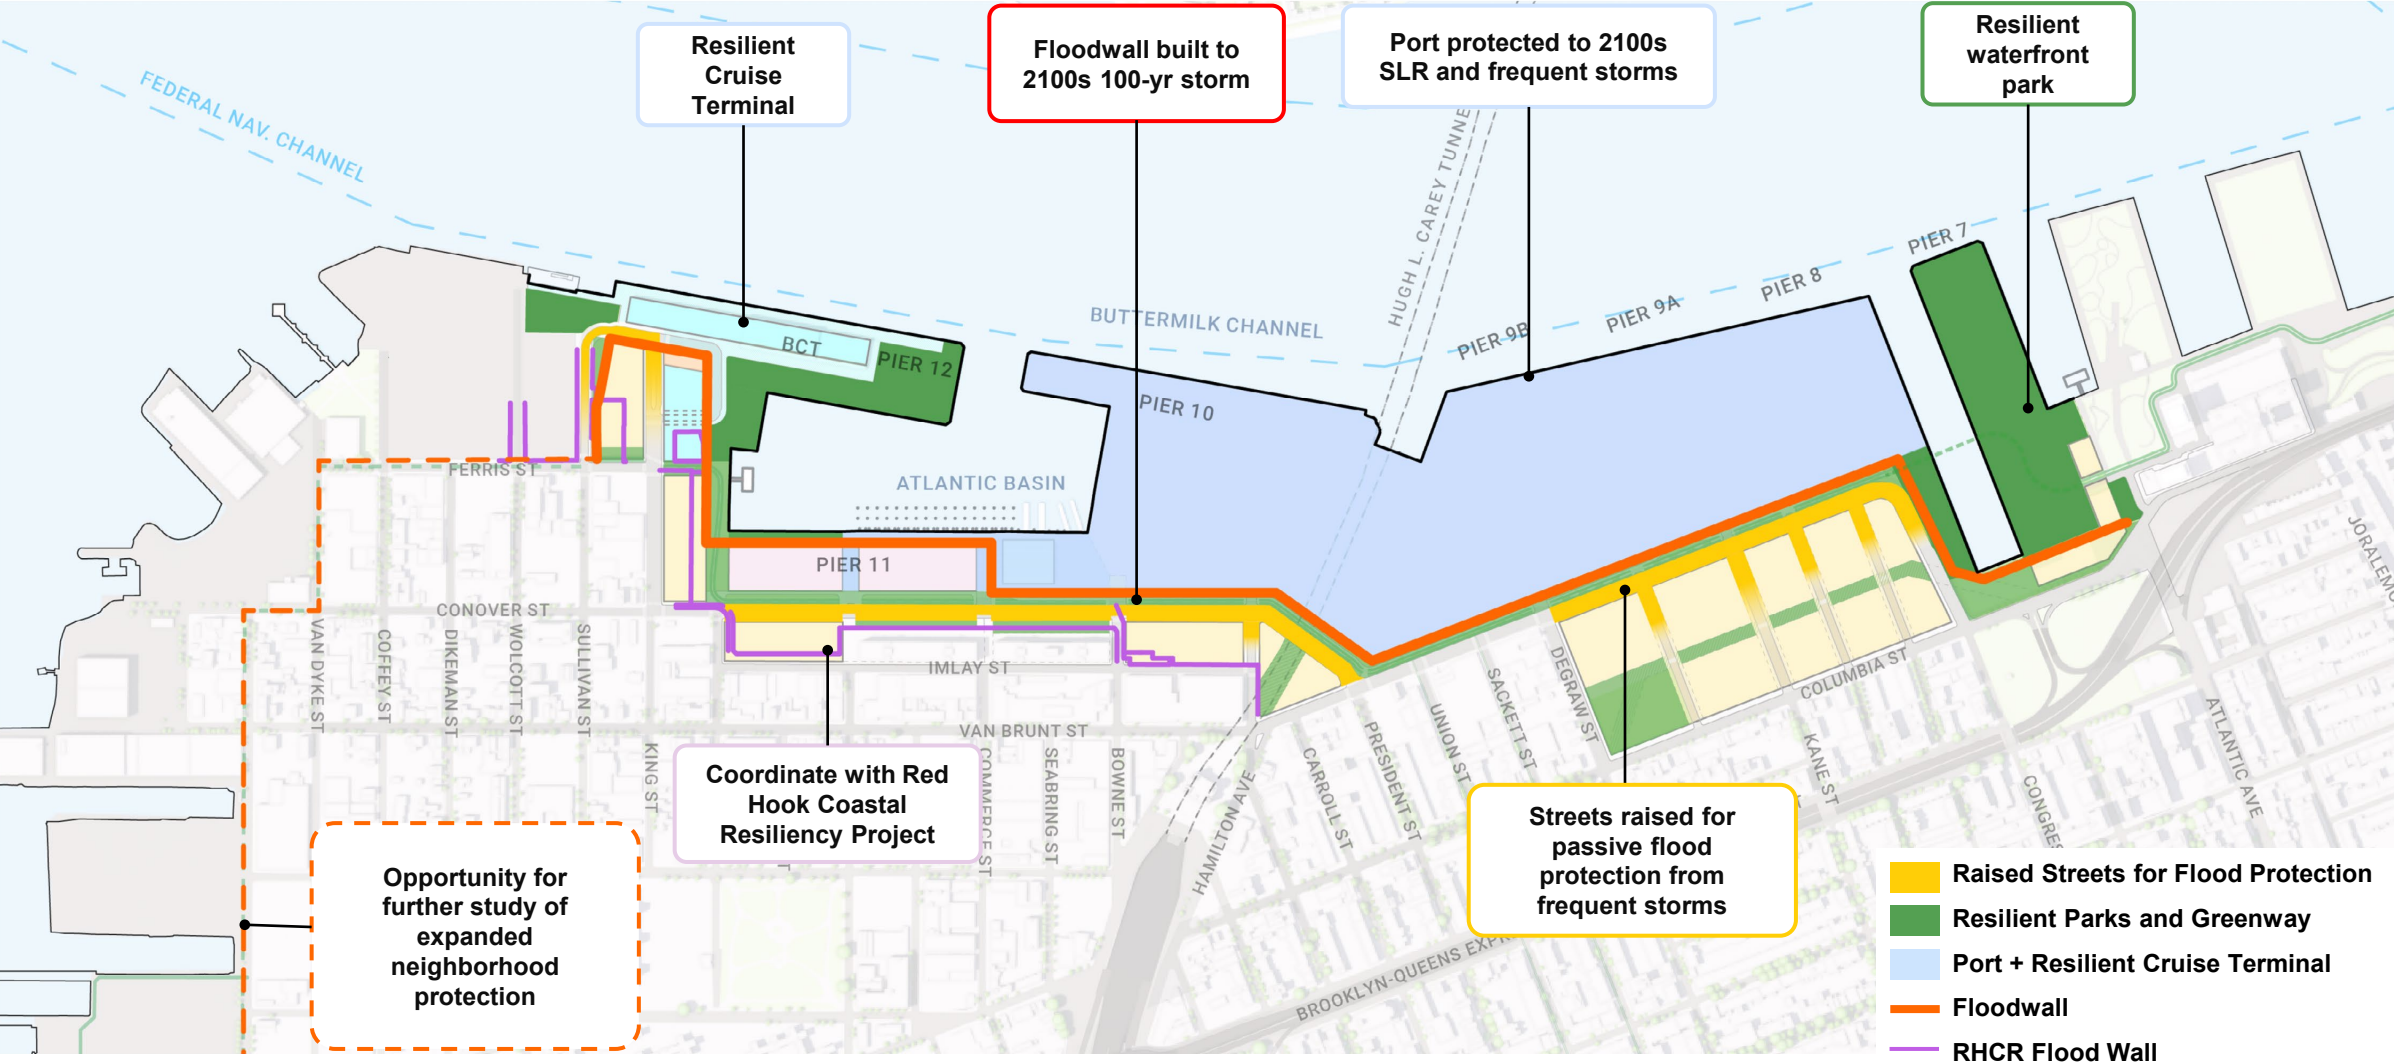 Resilient
Cruise
Terminal
Floodwall built to
2100s 100-yr storm
Port protected to 2100s
SLR and frequent storms
Resilient
waterfront
park
FEDERAL NAV. CHANNEL
HUGH L. CAREY TUNNE
BUTTERMILK CHANNEL
PIER 7
PIER 8
PIER 9A
PIER 9B
PIER 10
BCT
PIER 12
ATLANTIC BASIN
PIER 11
FERRIS ST
CONOVER ST
IMLAY ST
VAN BRUNT ST
VAN DYKE ST
COFFEY ST
DIKEMAN ST
WOLCOTT ST
SULLIVAN ST
KING ST
COMMERCE ST
SEABRING ST
BOWNE ST
HAMILTON AVE
CARROLL ST
PRESIDENT ST
UNION ST
SACKETT ST
DEGRAW ST
COLUMBIA ST
KANE ST
CONGRES
ATLANTIC AVE
JORALEMO
BROOKLYN-QUEENS EXPR
Coordinate with Red
Hook Coastal
Resiliency Project
Opportunity for
further study of
expanded
neighborhood
protection
Streets raised for
passive flood
protection from
frequent storms
Raised Streets for Flood Protection
Resilient Parks and Greenway
Port + Resilient Cruise Terminal
Floodwall
RHCR Flood Wall